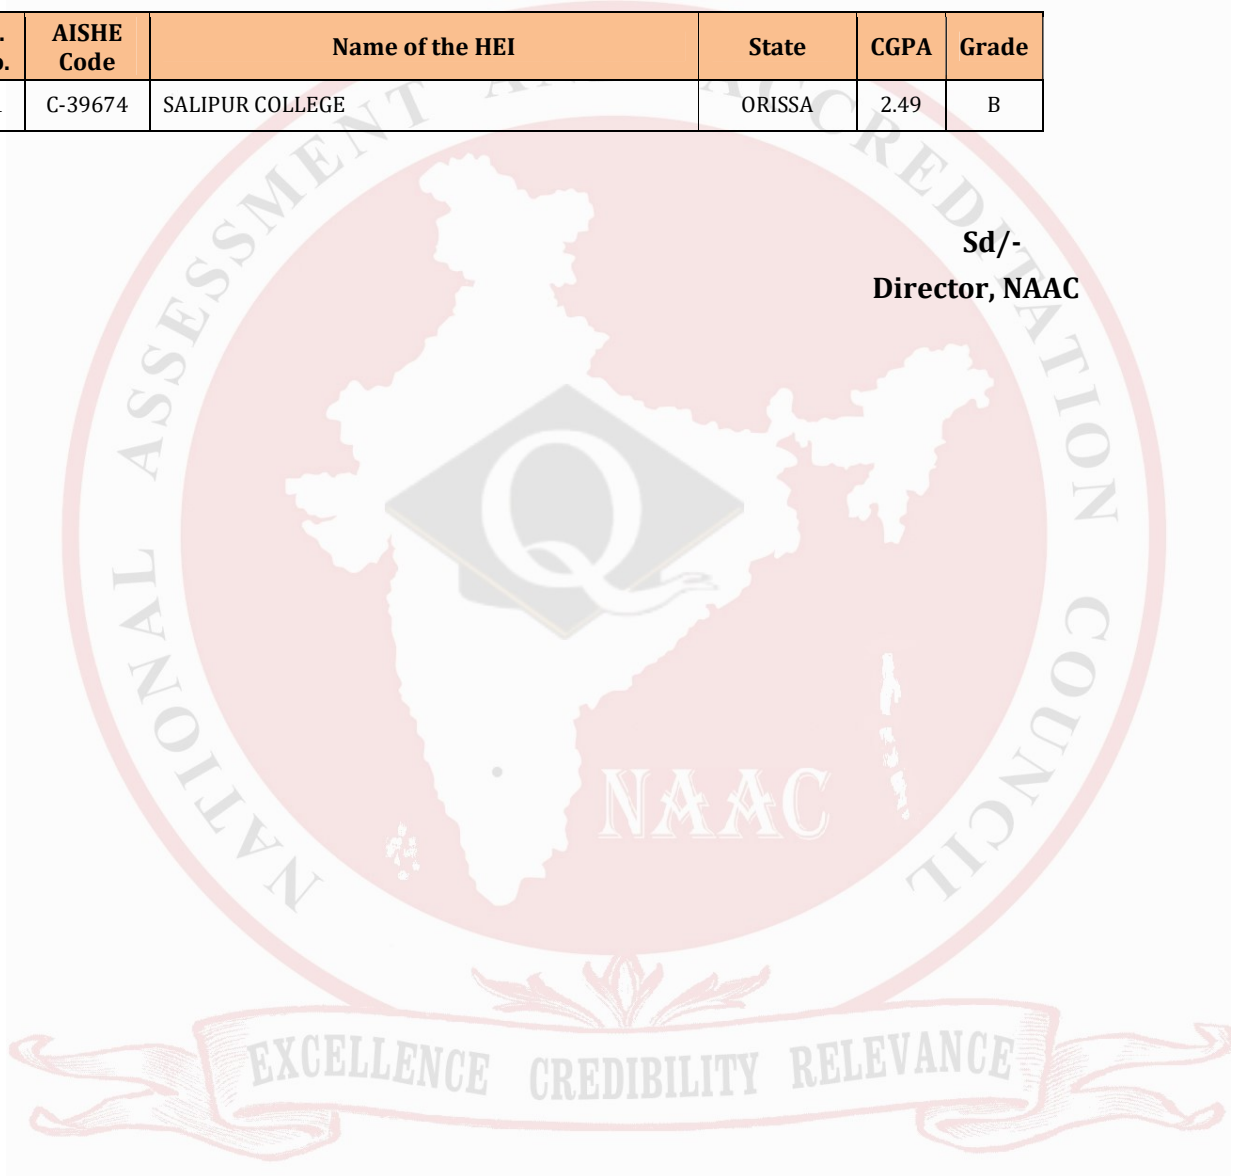 AISHE Code Name of the HEI State CGPA Grade
C-39674 SALIPUR COLLEGE ORISSA 2.49 B
Sd/-
Director, NAAC
NATIONAL ASSESSMENT AND ACCREDITATION COUNCIL
NAAC
EXCELLENCE CREDIBILITY RELEVANCE